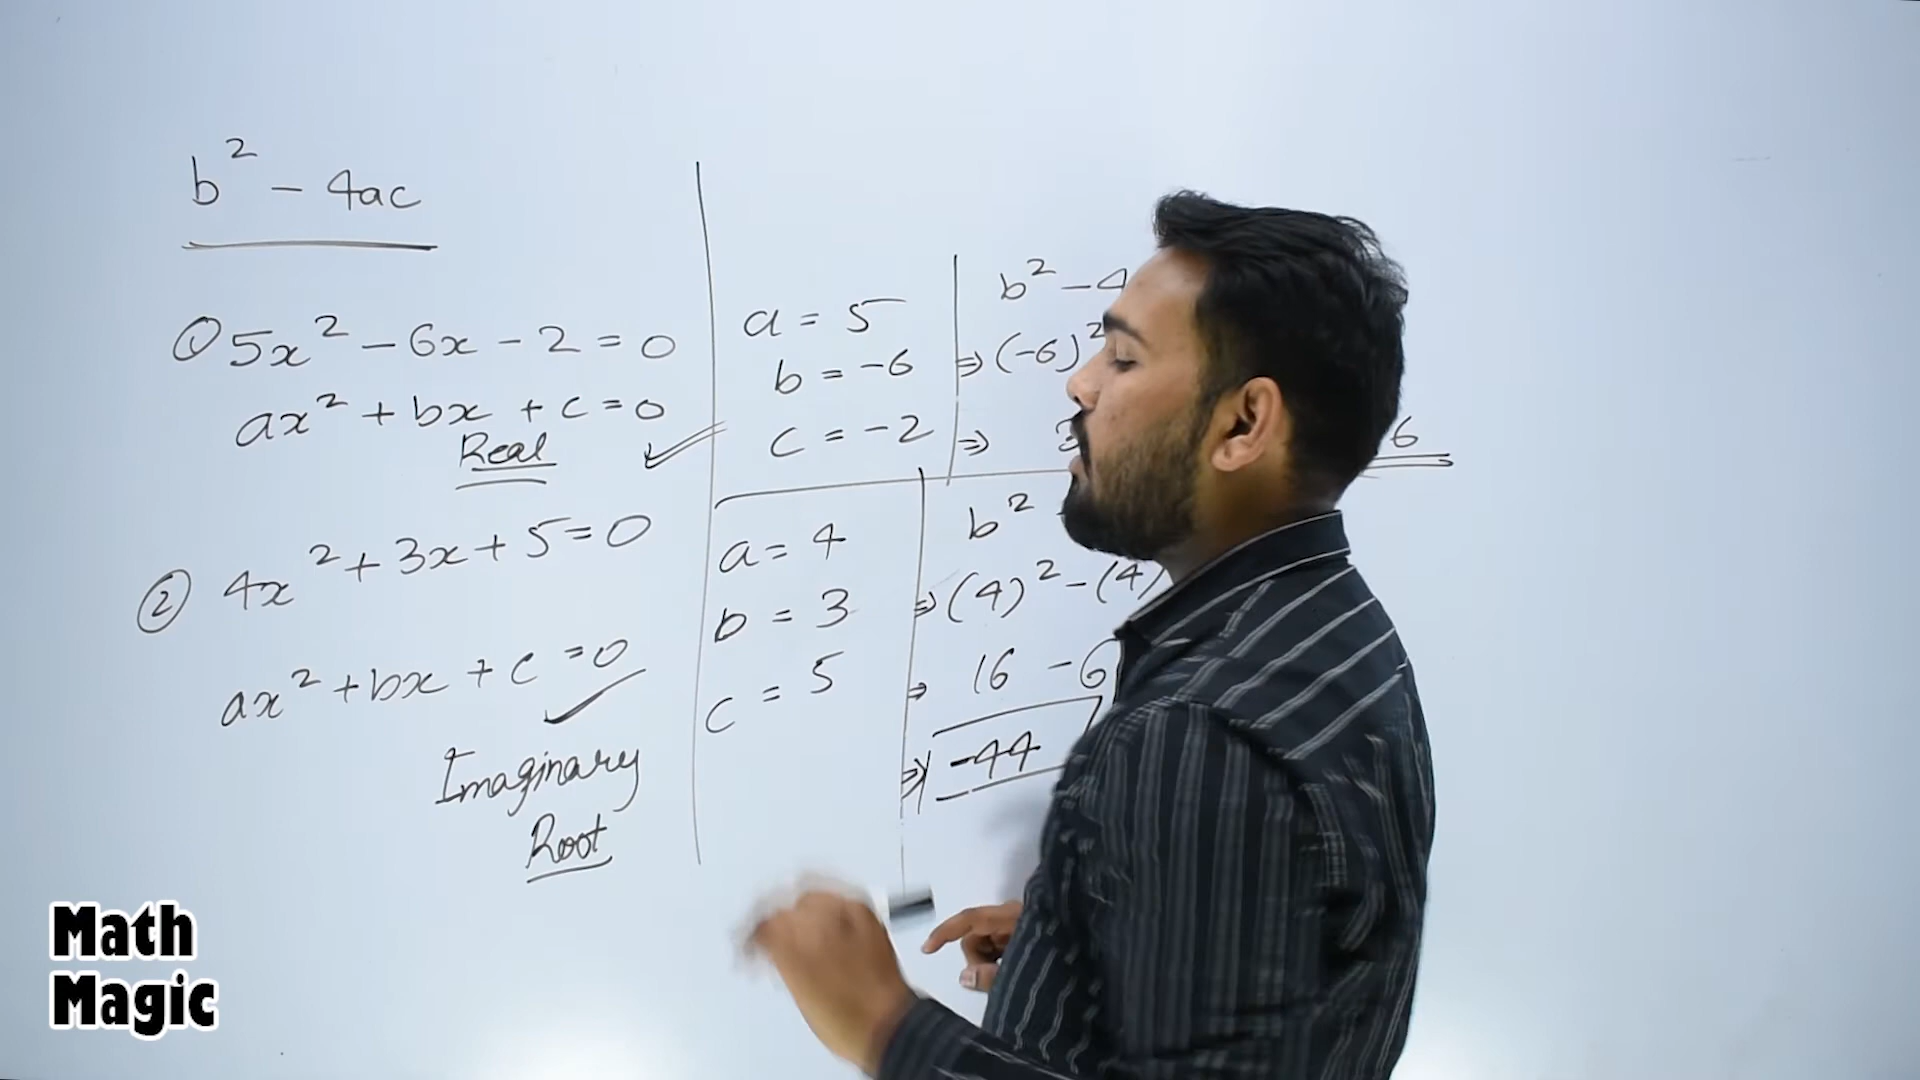 b² - 4ac
① 5x² - 6x - 2 = 0
ax² + bx + c = 0
Real
② 4x² + 3x + 5 = 0
ax² + bx + c = 0
Imaginary
Root
a = 5
b = -6
c = -2
b² - 4
⇒ (-6)²
⇒
6
a = 4
b = 3
c = 5
b²
⇒ (4)² - (4)
⇒ 16 - 6
⇒ -44
Math
Magic